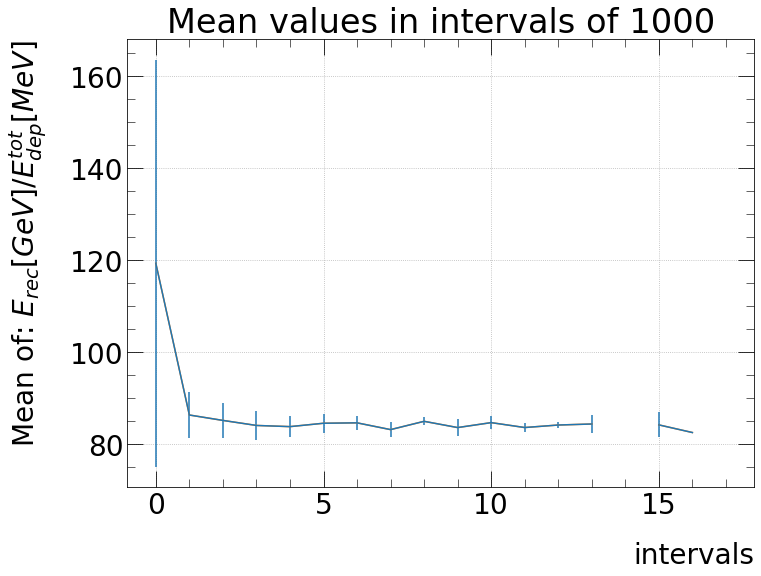 Mean values in intervals of 1000
Mean of: E_rec[GeV]/E_dep^tot[MeV]
160
140
120
100
80
0 5 10 15
intervals